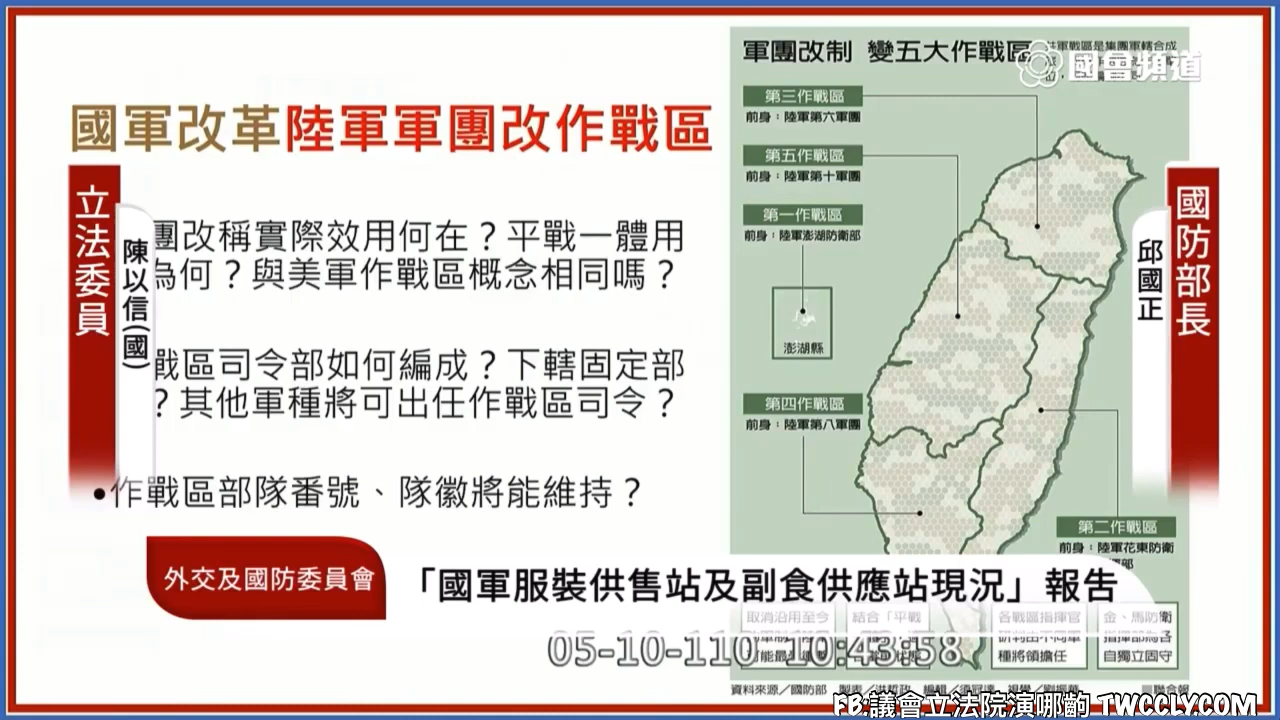 國軍改革陸軍軍團改作戰區
團改稱實際效用何在？平戰一體用
為何？與美軍作戰區概念相同嗎？
戰區司令部如何編成？下轄固定部
？其他軍種將可出任作戰區司令？
•作戰區部隊番號、隊徽將能維持？
立法委員
陳以信(國)
國防部長
邱國正
軍團改制 變五大作戰區
國會頻道
第三作戰區
前身：陸軍第六軍團
第五作戰區
前身：陸軍第十軍團
第一作戰區
前身：陸軍澎湖防衛部
澎湖縣
第四作戰區
前身：陸軍第八軍團
第二作戰區
前身：陸軍花東防衛
外交及國防委員會
「國軍服裝供售站及副食供應站現況」報告
取消沿用至今
結合「平戰
各戰區指揮官
種將領擔任
金、馬防衛
指揮部為各
自獨立固守
05-10-110 10:43:58
資料來源／國防部
聯合報
FB:議會立法院演哪齣 TWCCLY.COM